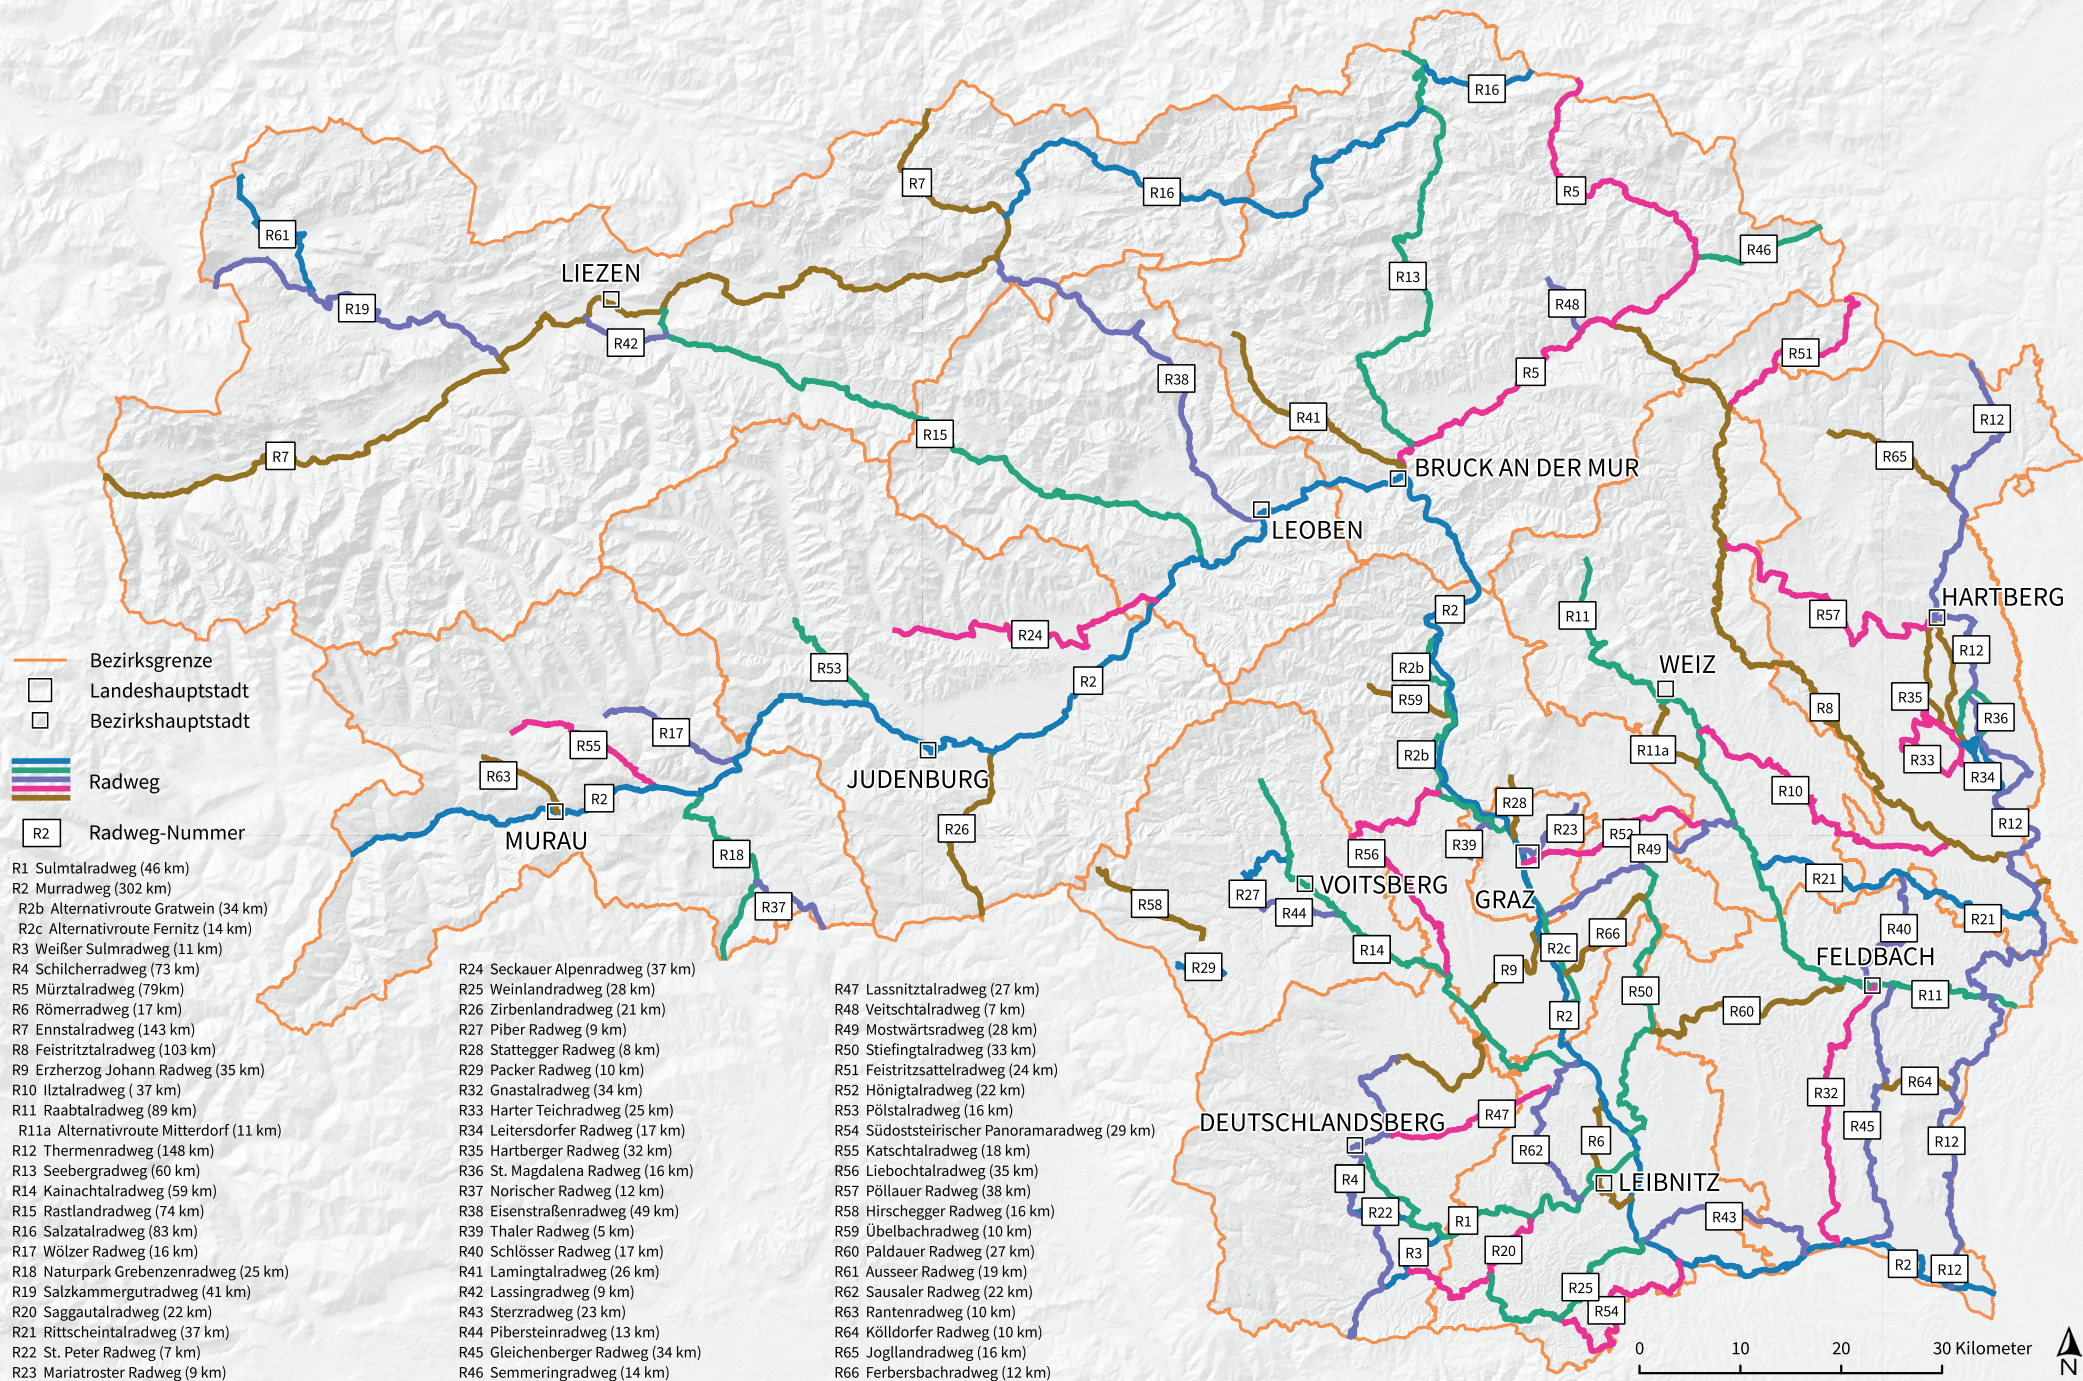 R16
R7
R16
R5
R61
R46
LIEZEN
R13
R48
R19
R42
R51
R5
R38
R41
R12
R15
R65
R7
BRUCK AN DER MUR
LEOBEN
R2
R11
HARTBERG
R57
R24
R12
Bezirksgrenze
R53
R2b
WEIZ
R2
Landeshauptstadt
R59
R35
R8
Bezirkshauptstadt
R36
R17
R55
R11a
R2b
R33
R63
JUDENBURG
R34
Radweg
R10
R2
R28
R12
R2
Radweg-Nummer
MURAU
R26
R23
R52
R39
R49
R18
R56
VOITSBERG
R21
R27
R58
R37
R44
GRAZ
R21
R40
R66
R14
R2c
FELDBACH
R9
R29
R50
R11
R60
R2
R64
R32
R47
DEUTSCHLANDSBERG
R45
R6
R12
R62
R4
LEIBNITZ
R22
R1
R43
R3
R20
R2
R12
R25
R54
R1 Sulmtalradweg (46 km)
R2 Murradweg (302 km)
R2b Alternativroute Gratwein (34 km)
R2c Alternativroute Fernitz (14 km)
R3 Weißer Sulmradweg (11 km)
R4 Schilcherradweg (73 km)
R5 Mürztalradweg (79km)
R6 Römerradweg (17 km)
R7 Ennstalradweg (143 km)
R8 Feistritztalradweg (103 km)
R9 Erzherzog Johann Radweg (35 km)
R10 Ilztalradweg ( 37 km)
R11 Raabtalradweg (89 km)
R11a Alternativroute Mitterdorf (11 km)
R12 Thermenradweg (148 km)
R13 Seebergradweg (60 km)
R14 Kainachtalradweg (59 km)
R15 Rastlandradweg (74 km)
R16 Salzatalradweg (83 km)
R17 Wölzer Radweg (16 km)
R18 Naturpark Grebenzenradweg (25 km)
R19 Salzkammergutradweg (41 km)
R20 Saggautalradweg (22 km)
R21 Rittscheintalradweg (37 km)
R22 St. Peter Radweg (7 km)
R23 Mariatroster Radweg (9 km)
R24 Seckauer Alpenradweg (37 km)
R25 Weinlandradweg (28 km)
R26 Zirbenlandradweg (21 km)
R27 Piber Radweg (9 km)
R28 Stattegger Radweg (8 km)
R29 Packer Radweg (10 km)
R32 Gnastalradweg (34 km)
R33 Harter Teichradweg (25 km)
R34 Leitersdorfer Radweg (17 km)
R35 Hartberger Radweg (32 km)
R36 St. Magdalena Radweg (16 km)
R37 Norischer Radweg (12 km)
R38 Eisenstraßenradweg (49 km)
R39 Thaler Radweg (5 km)
R40 Schlösser Radweg (17 km)
R41 Lamingtalradweg (26 km)
R42 Lassingradweg (9 km)
R43 Sterzradweg (23 km)
R44 Pibersteinradweg (13 km)
R45 Gleichenberger Radweg (34 km)
R46 Semmeringradweg (14 km)
R47 Lassnitztalradweg (27 km)
R48 Veitschtalradweg (7 km)
R49 Mostwärtsradweg (28 km)
R50 Stiefingtalradweg (33 km)
R51 Feistritzsattelradweg (24 km)
R52 Hönigtalradweg (22 km)
R53 Pölstalradweg (16 km)
R54 Südoststeirischer Panoramaradweg (29 km)
R55 Katschtalradweg (18 km)
R56 Liebochtalradweg (35 km)
R57 Pöllauer Radweg (38 km)
R58 Hirschegger Radweg (16 km)
R59 Übelbachradweg (10 km)
R60 Paldauer Radweg (27 km)
R61 Ausseer Radweg (19 km)
R62 Sausaler Radweg (22 km)
R63 Rantenradweg (10 km)
R64 Kölldorfer Radweg (10 km)
R65 Jogllandradweg (16 km)
R66 Ferbersbachradweg (12 km)
0 10 20 30 Kilometer
N